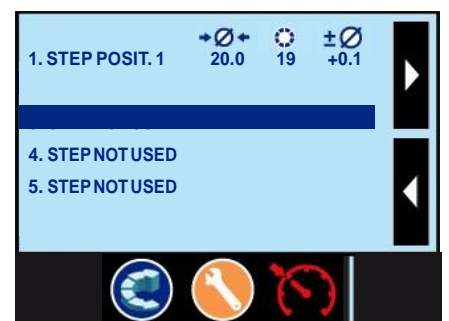 1. STEP POSIT. 1 20.0 19 +0.1
4. STEP NOT USED
5. STEP NOT USED